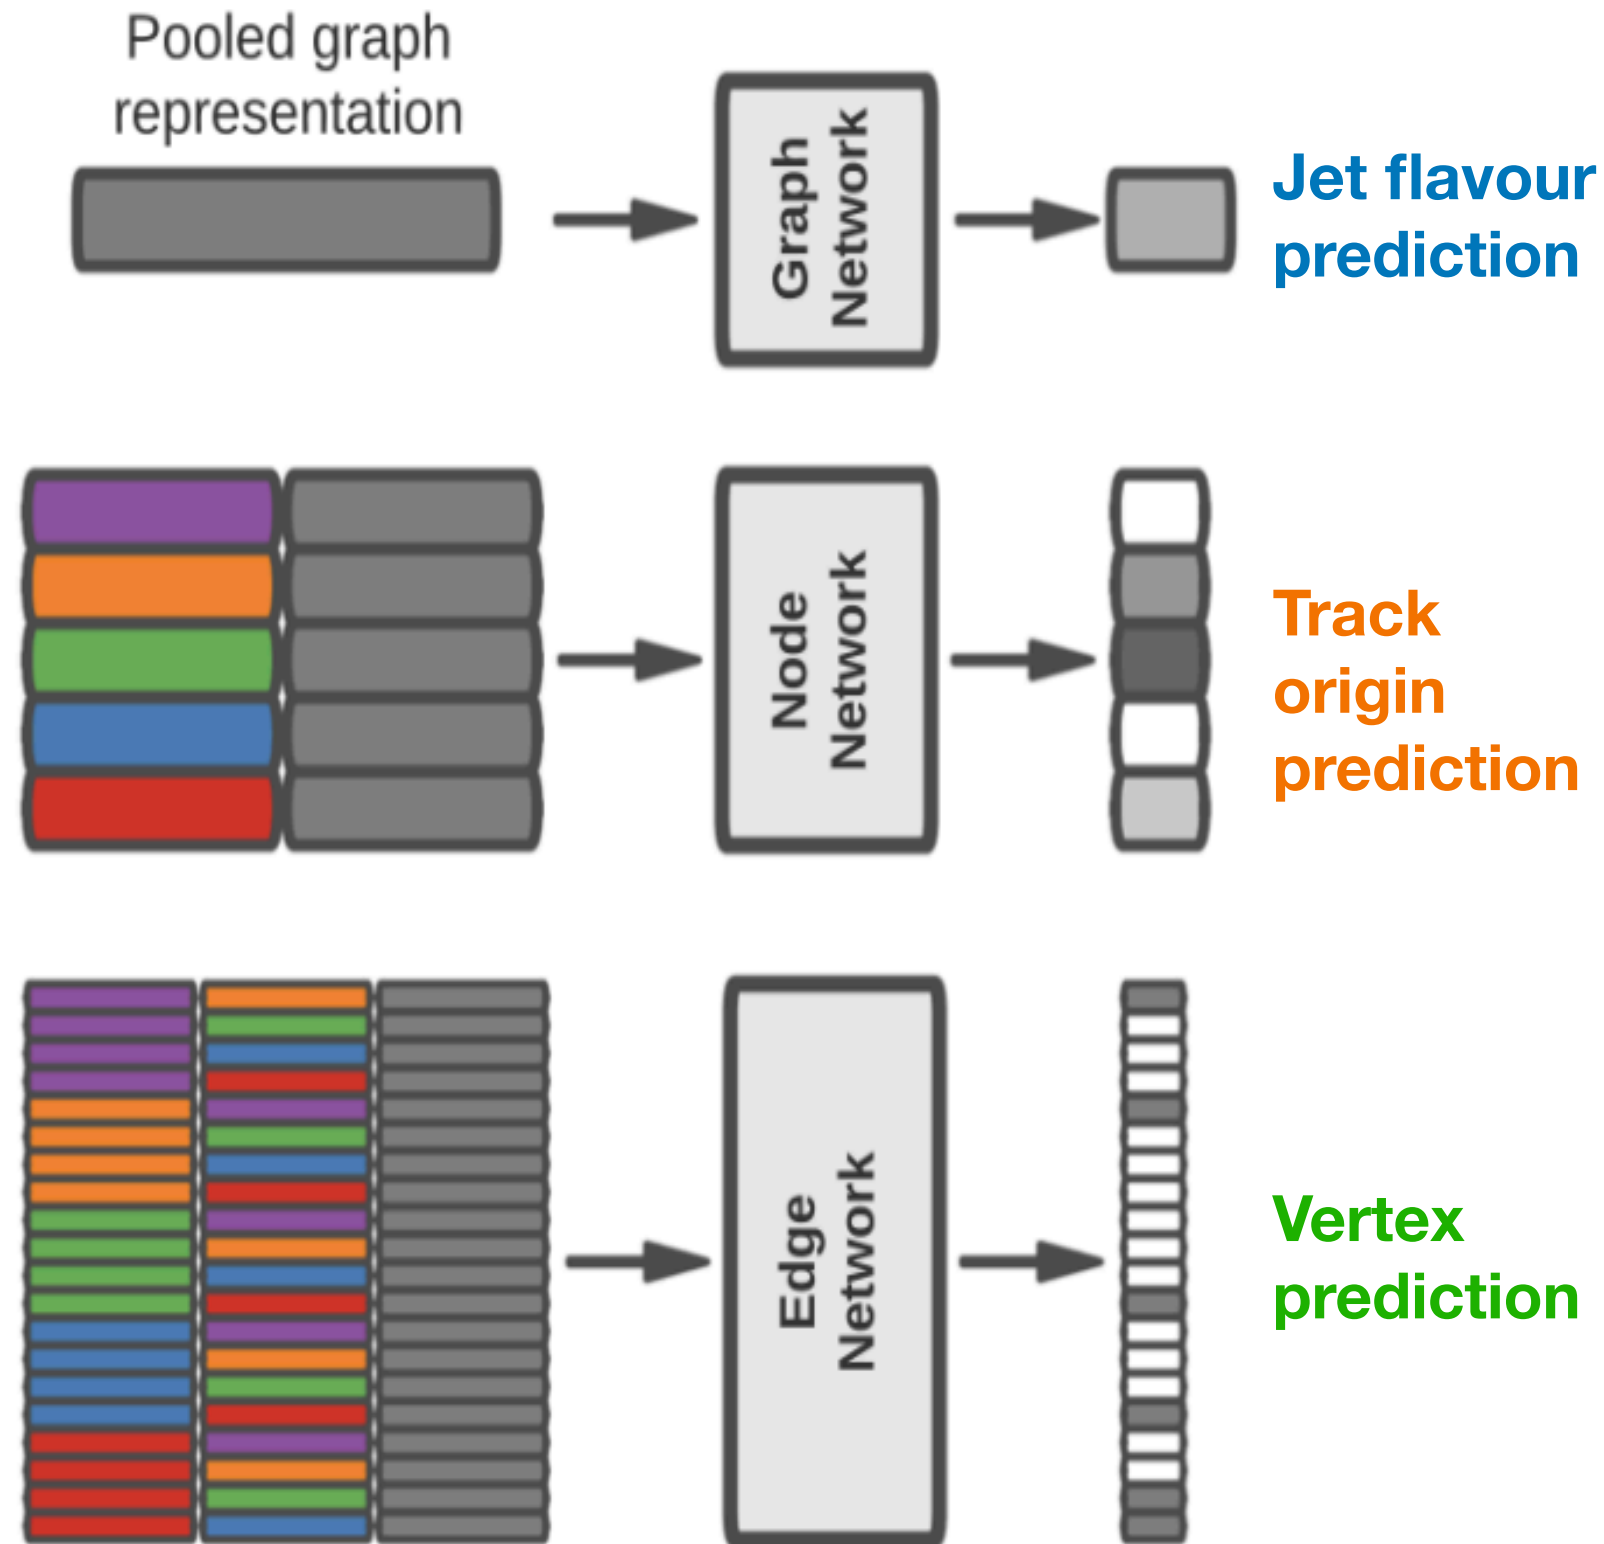 Pooled graph
representation
Graph
Network
Jet flavour
prediction
Node
Network
Track
origin
prediction
Edge
Network
Vertex
prediction